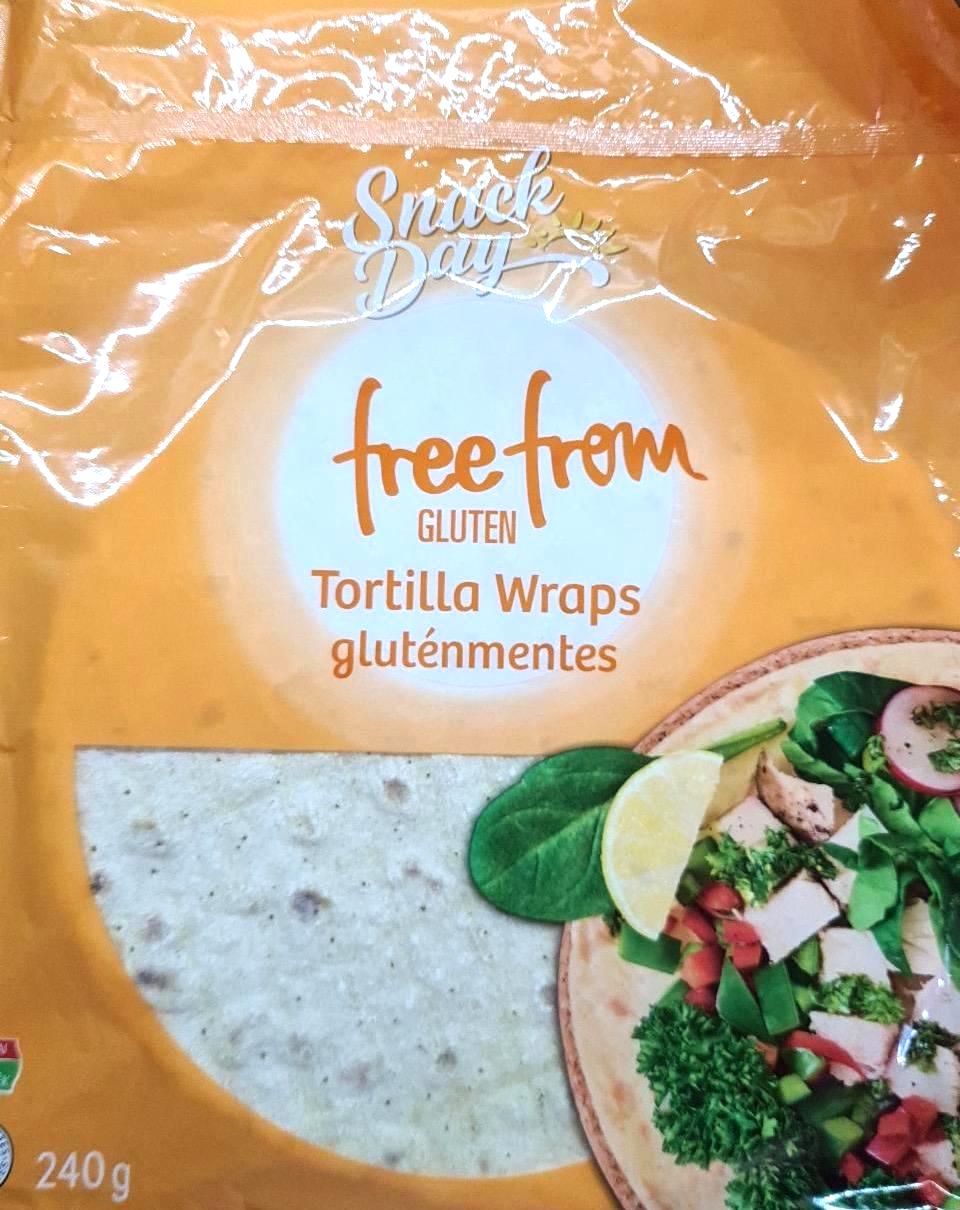 Snack
Day
free from
GLUTEN
Tortilla Wraps
gluténmentes
240g